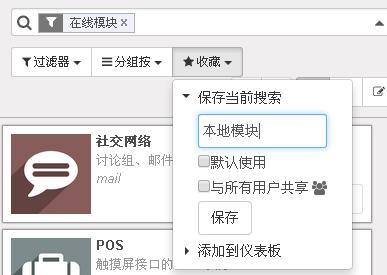 在线模块 ×
过滤器 分组按 收藏
保存当前搜索
本地模块
默认使用
与所有用户共享
保存
添加到仪表板
社交网络
讨论组、邮件
mail
POS
触摸屏接口的